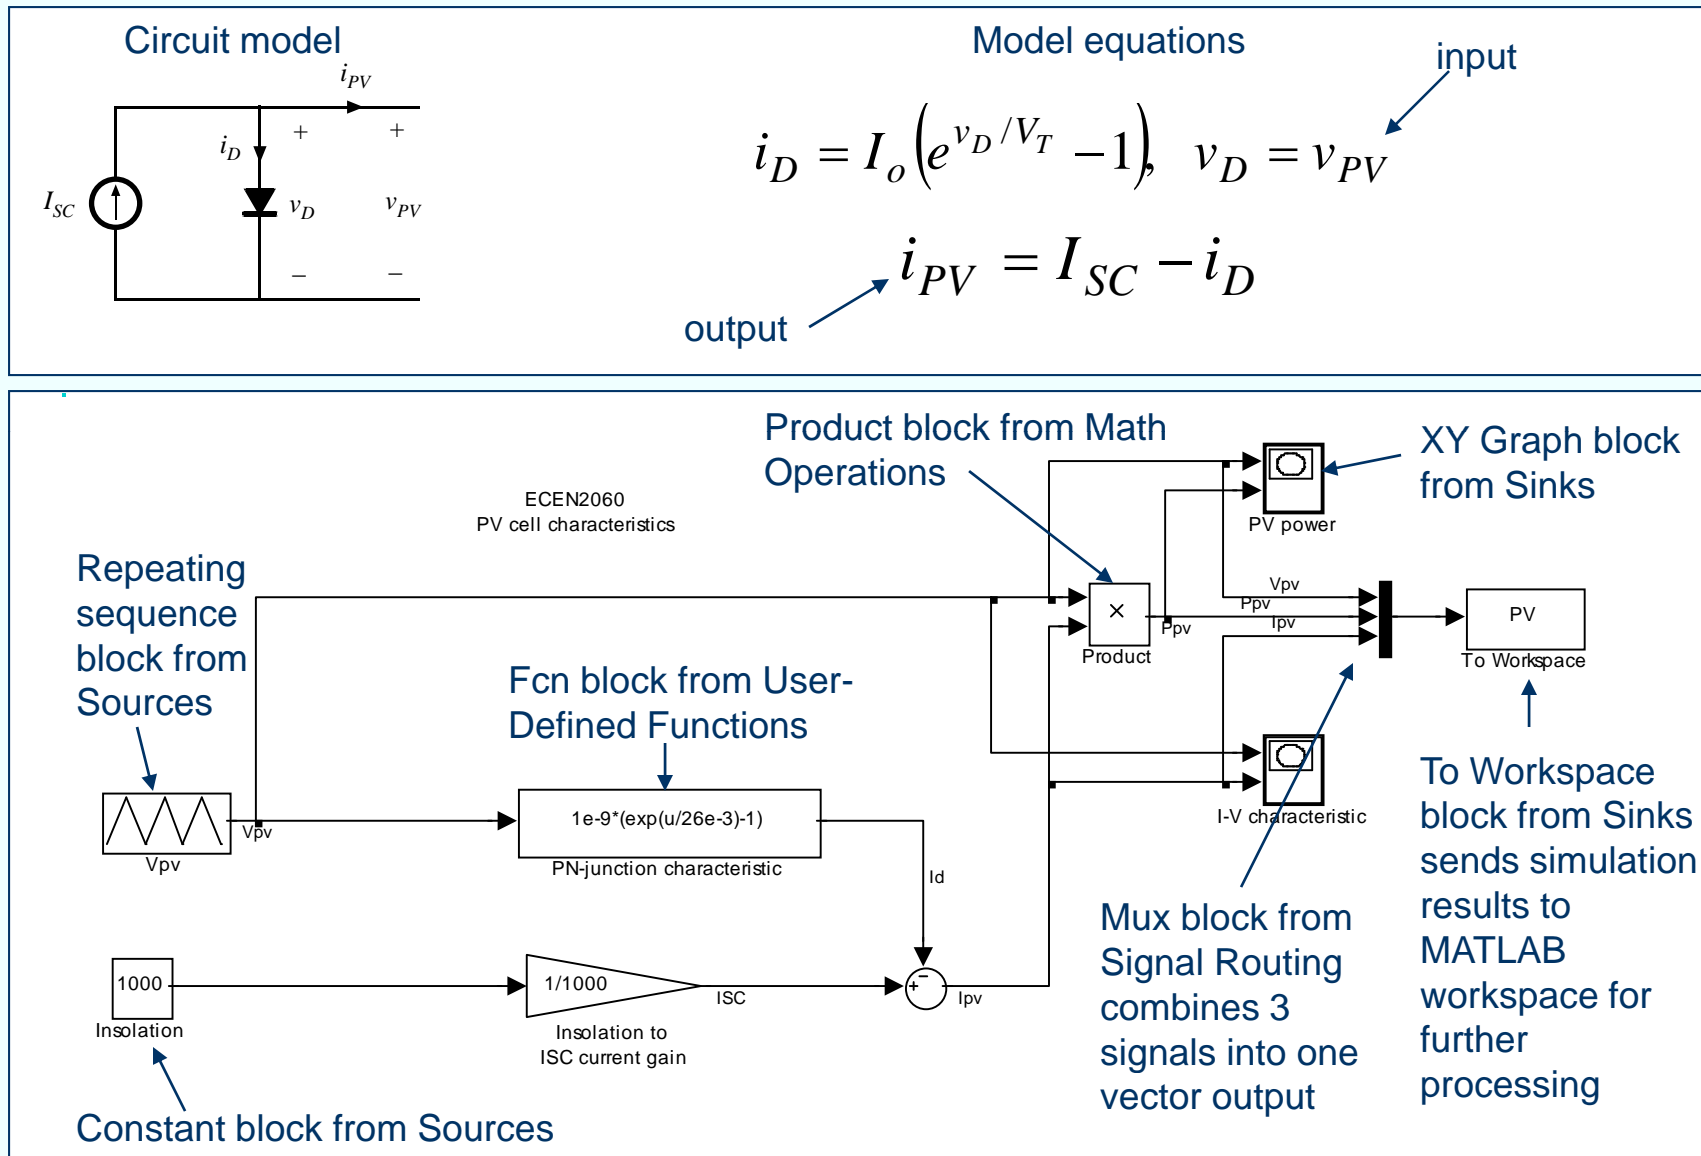 Circuit model
i_PV
i_D
+
+
I_SC
v_D
v_PV
−
−
Model equations
input
i_D = I_o(e^{v_D/V_T} − 1), v_D = v_PV
i_PV = I_SC − i_D
output
Product block from Math
Operations
XY Graph block
from Sinks
ECEN2060
PV cell characteristics
PV power
Repeating
sequence
block from
Sources
Vpv
Ppv
Ipv
×
Ppv
Product
PV
To Workspace
Fcn block from User-
Defined Functions
1e-9*(exp(u/26e-3)-1)
PN-junction characteristic
Vpv
Vpv
I-V characteristic
Id
To Workspace
block from Sinks
sends simulation
results to
MATLAB
workspace for
further
processing
Mux block from
Signal Routing
combines 3
signals into one
vector output
1000
Insolation
1/1000
Insolation to
ISC current gain
ISC
+
−
Ipv
Constant block from Sources